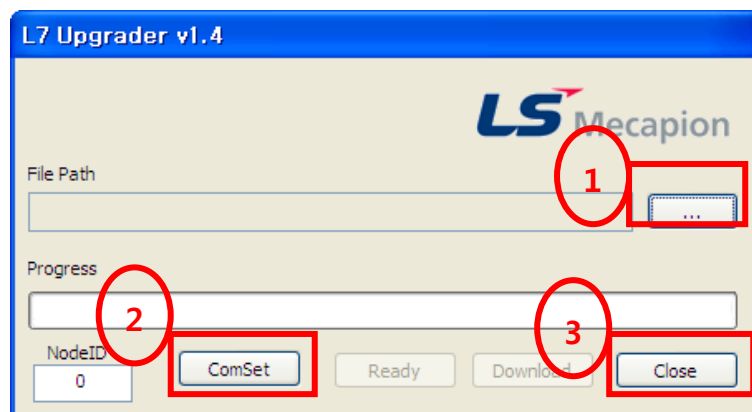 L7 Upgrader v1.4
LS Mecapion
File Path
1
...
Progress
2
3
NodeID
0
ComSet
Ready
Download
Close